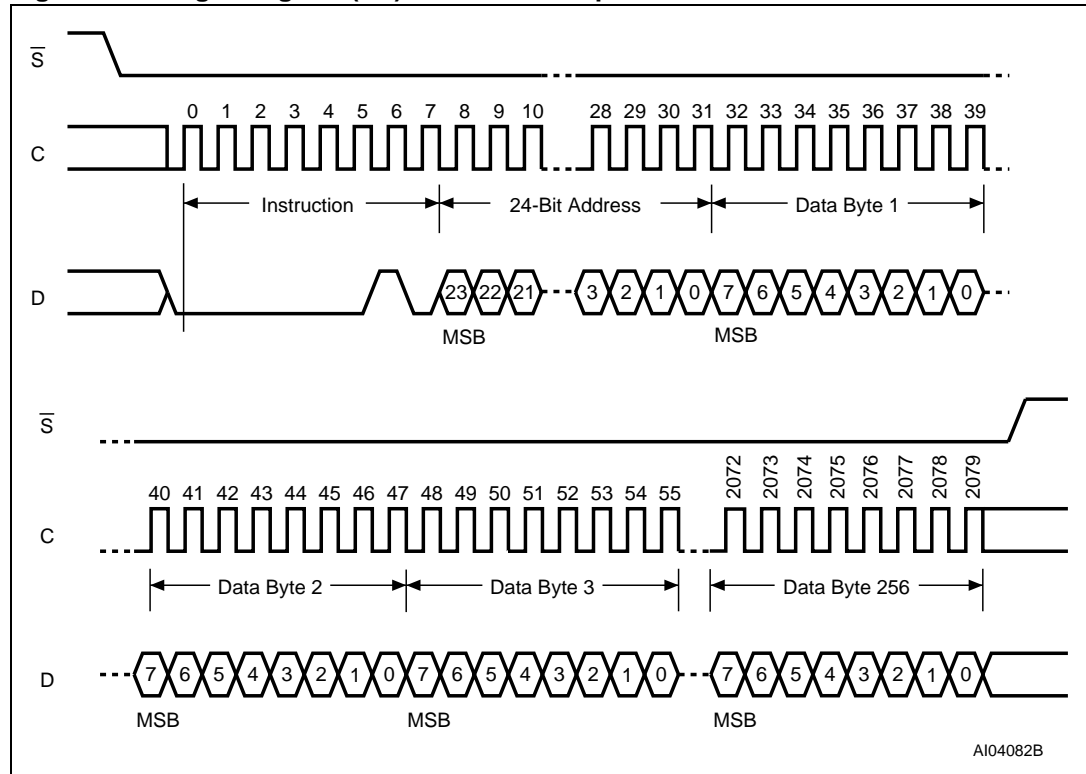 S
0 1 2 3 4 5 6 7 8 9 10 28 29 30 31 32 33 34 35 36 37 38 39
C
Instruction 24-Bit Address Data Byte 1
D 23 22 21 3 2 1 0 7 6 5 4 3 2 1 0
MSB MSB
S
40 41 42 43 44 45 46 47 48 49 50 51 52 53 54 55 2072 2073 2074 2075 2076 2077 2078 2079
C
Data Byte 2 Data Byte 3 Data Byte 256
D 7 6 5 4 3 2 1 0 7 6 5 4 3 2 1 0 7 6 5 4 3 2 1 0
MSB MSB MSB
AI04082B